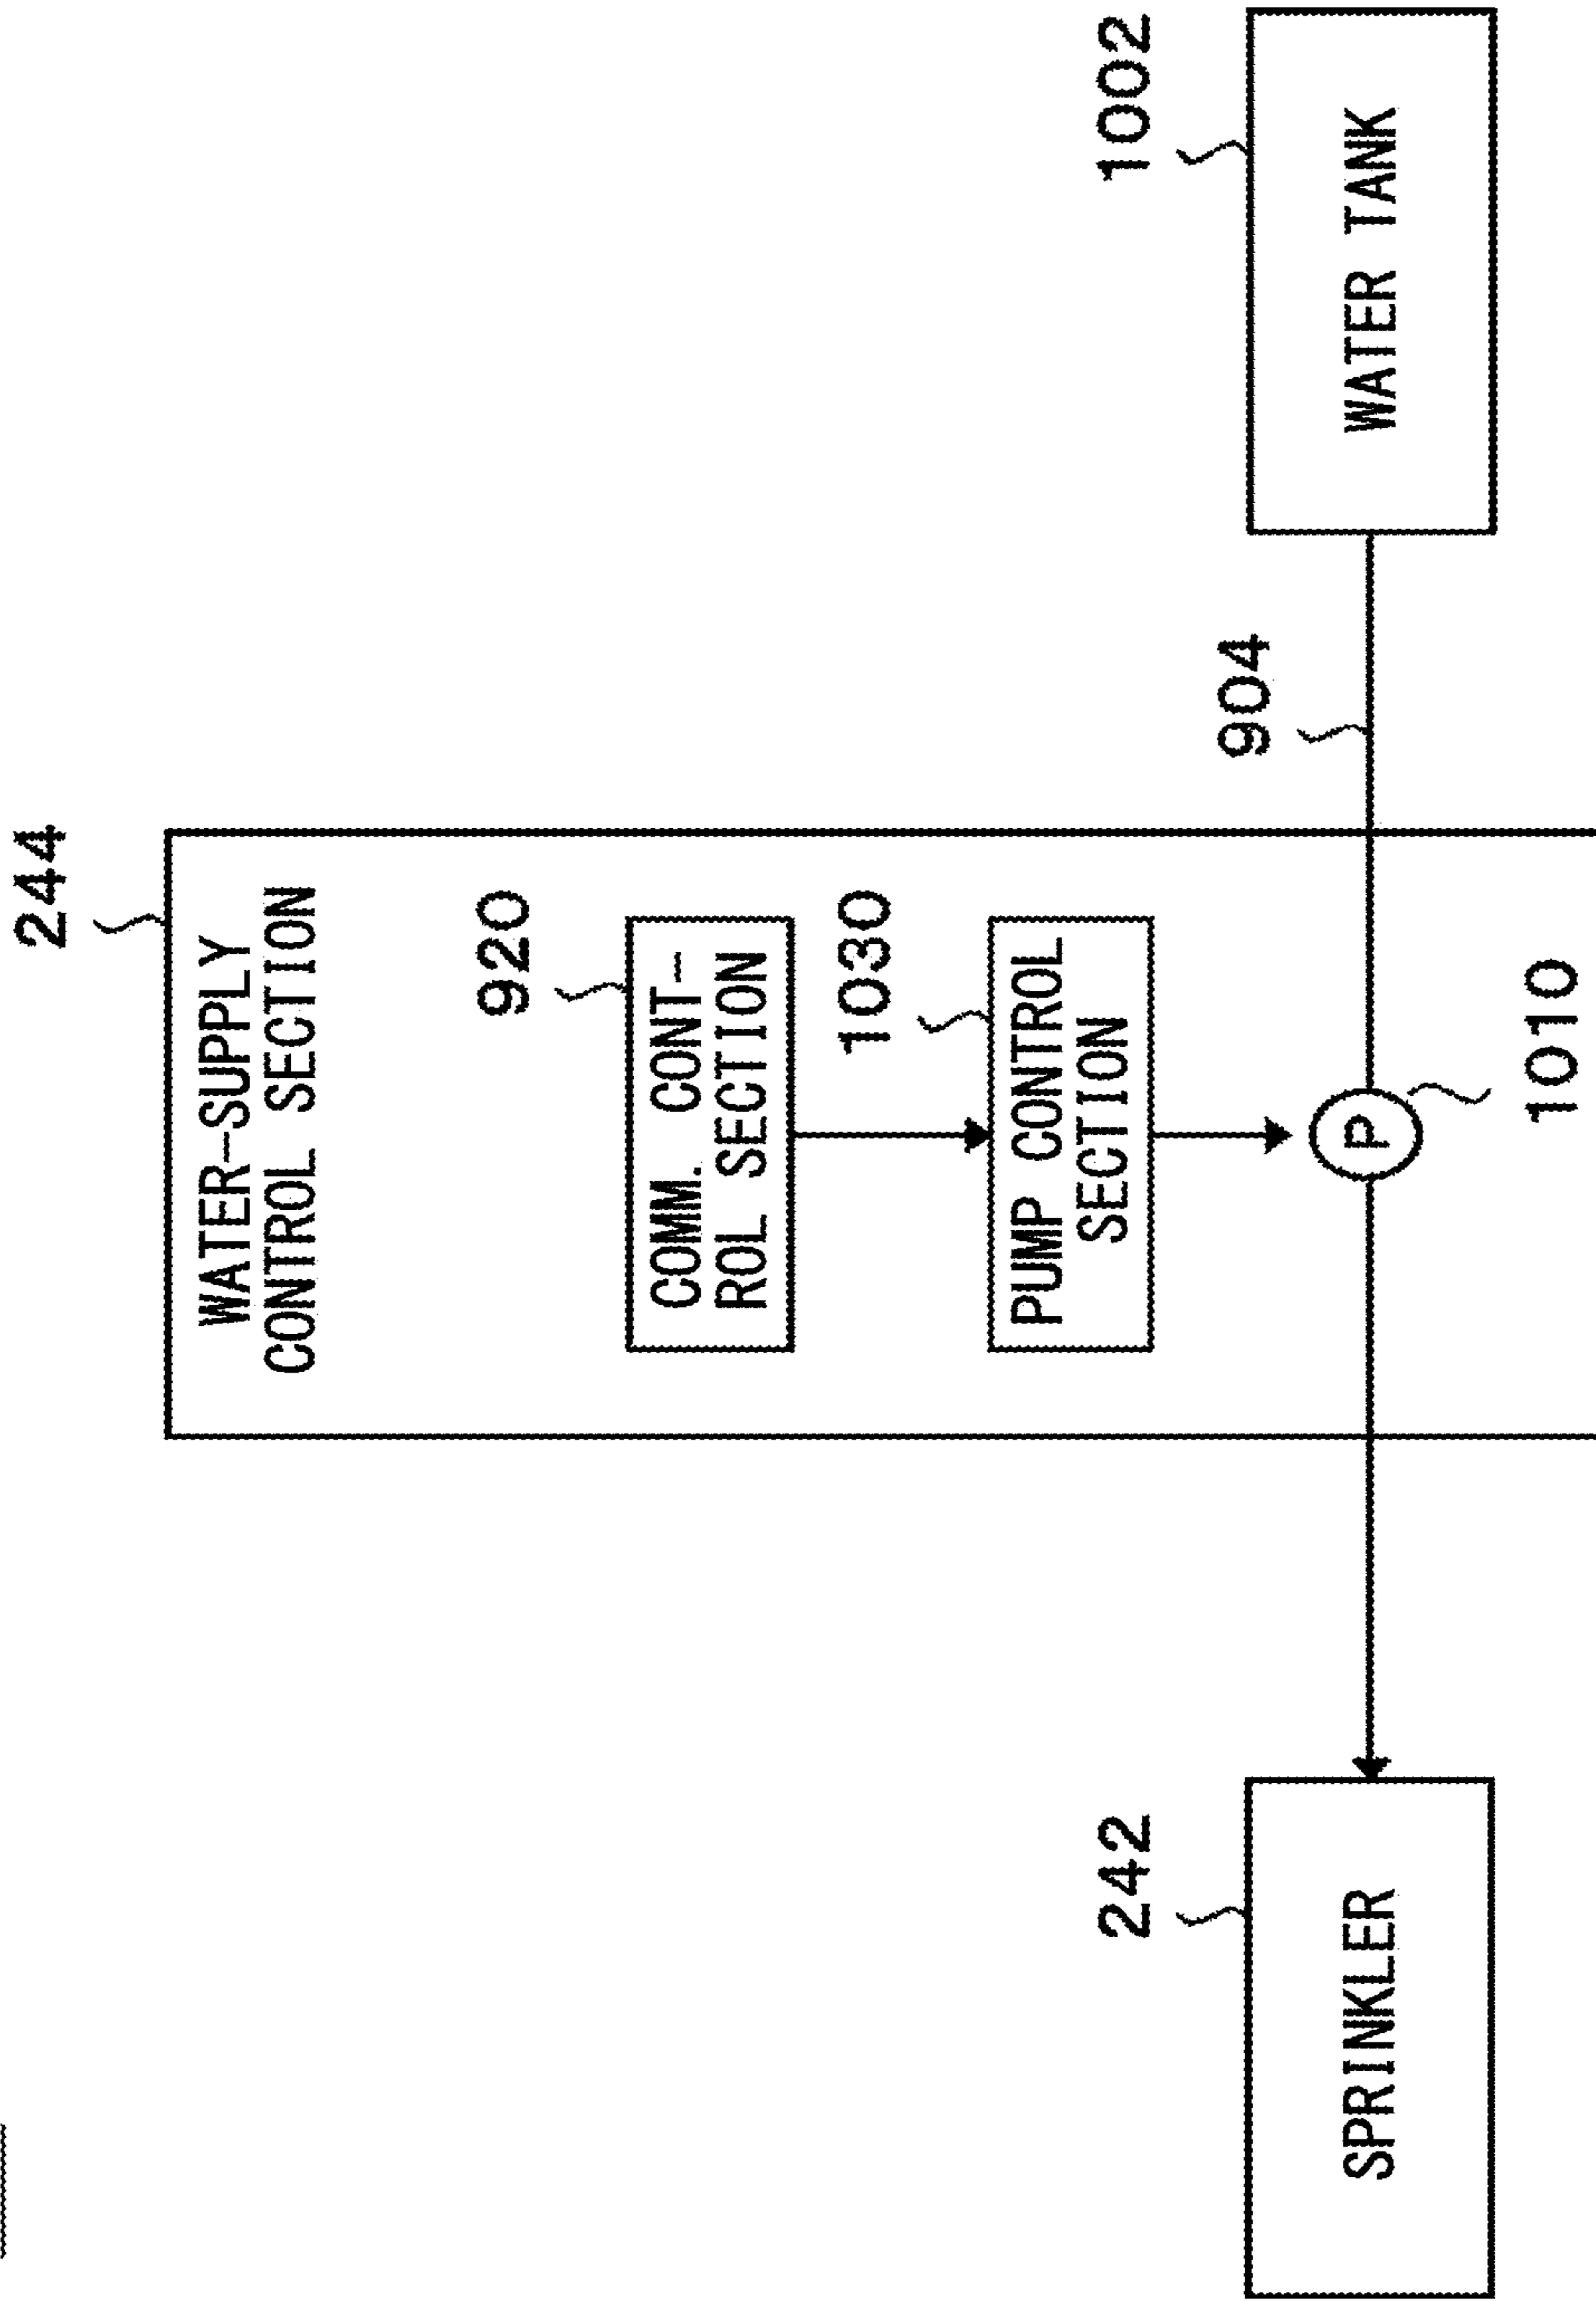 244
WATER-SUPPLY
CONTROL SECTION
920
COMM. CONT-
ROL SECTION
1030
PUMP CONTROL
SECTION
242
SPRINKLER
P
1010
904
1002
WATER TANK